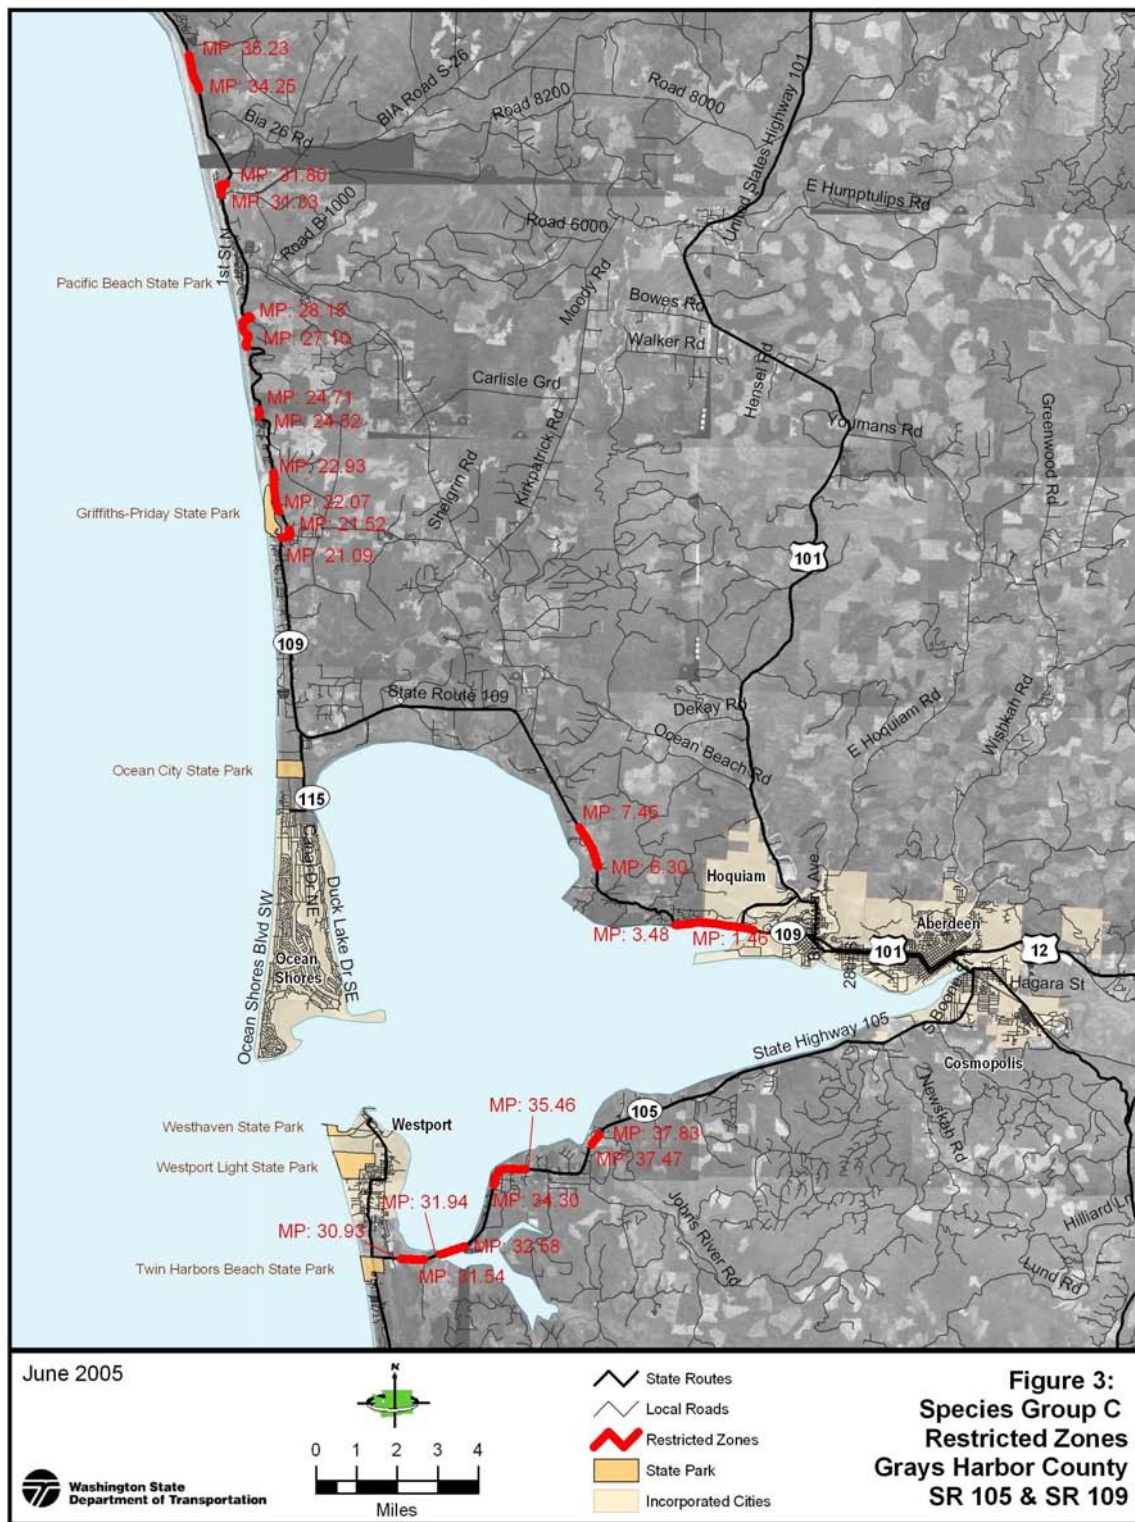 MP: 35.23
MP: 34.25
BIA Road S-26
Road 8200
Road 8000
United States Highway 101
Bia 26 Rd
MP: 31.80
MP: 31.53
E Humptulips Rd
Road B-1000
Road 6000
1st St N
Pacific Beach State Park
Moody Rd
Bowes Rd
MP: 28.15
MP: 27.10
Walker Rd
Hensel Rd
Carlisle Grd
MP: 24.71
MP: 24.62
Youmans Rd
Greenwood Rd
Kirkpatrick Rd
MP: 22.93
MP: 22.07
Griffiths-Priday State Park
MP: 21.52
MP: 21.09
101
109
State Route 109
Dekay Rd
Ocean Beach Rd
E Hoquiam Rd
Wishkah Rd
Ocean City State Park
115
MP: 7.46
MP: 6.30
Hoquiam
Duck Lake Dr SE
Ocean Shores Blvd SW
Ocean
Shores
MP: 3.48
MP: 1.46
109
101
Aberdeen
12
Hagara St
State Highway 105
S Boone St
Cosmopolis
MP: 35.46
105
Westhaven State Park
Westport
MP: 37.83
MP: 37.47
Westport Light State Park
Newskah Rd
MP: 31.94
MP: 34.30
Johns River Rd
MP: 30.93
MP: 32.58
Twin Harbors Beach State Park
MP: 31.54
Lund Rd
June 2005
N
0 1 2 3 4
Miles
Washington State
Department of Transportation
State Routes
Local Roads
Restricted Zones
State Park
Incorporated Cities
Figure 3:
Species Group C
Restricted Zones
Grays Harbor County
SR 105 & SR 109